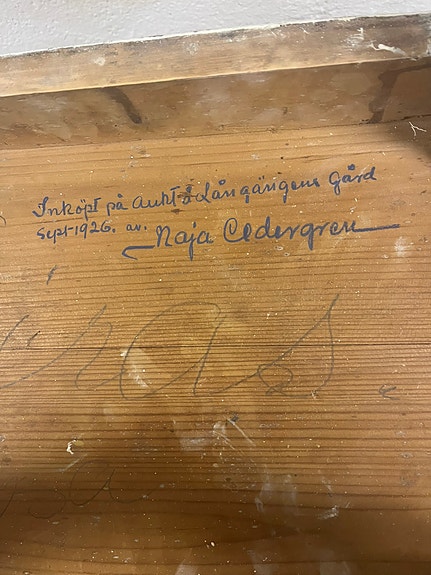 Inköpt på Aukt å Långängens Gård
Sept 1926. av. Naja Cedergren